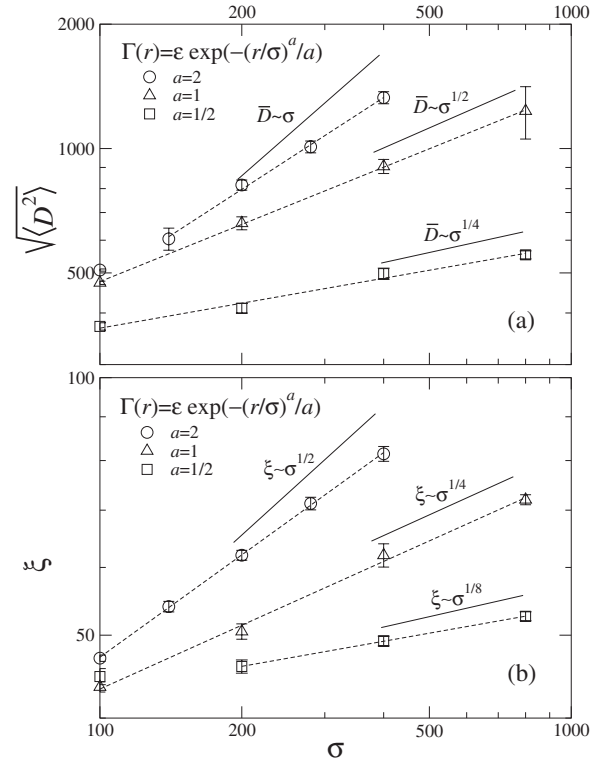 200 500 1000
2000
1000
500
√⟨D²⟩
Γ(r)=ε exp(-(r/σ)^a/a)
a=2
a=1
a=1/2
D̅~σ
D̅~σ^1/2
D̅~σ^1/4
(a)
100
50
ξ
Γ(r)=ε exp(-(r/σ)^a/a)
a=2
a=1
a=1/2
ξ~σ^1/2
ξ~σ^1/4
ξ~σ^1/8
(b)
100 200 500 1000
σ